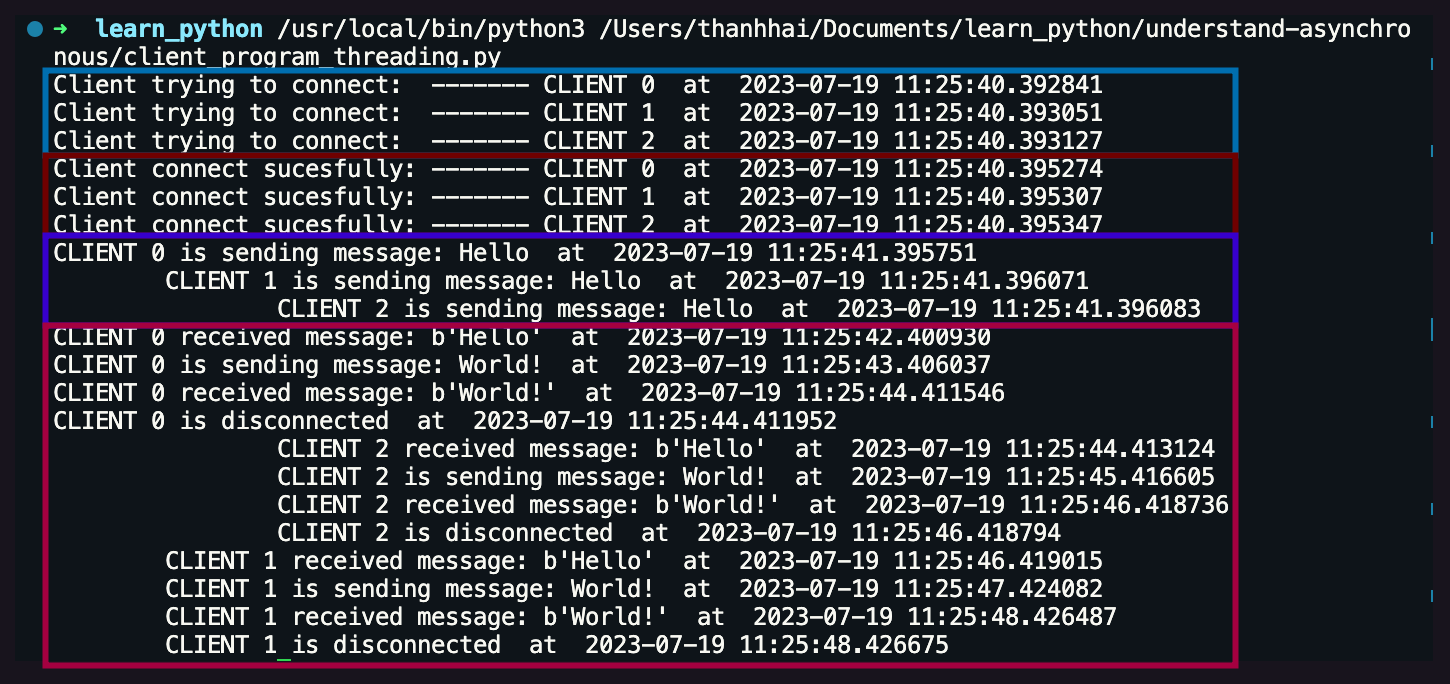 ➜ learn_python /usr/local/bin/python3 /Users/thanhhai/Documents/learn_python/understand-asynchro
nous/client_program_threading.py
Client trying to connect:  ------- CLIENT 0  at  2023-07-19 11:25:40.392841
Client trying to connect:  ------- CLIENT 1  at  2023-07-19 11:25:40.393051
Client trying to connect:  ------- CLIENT 2  at  2023-07-19 11:25:40.393127
Client connect sucesfully: ------- CLIENT 0  at  2023-07-19 11:25:40.395274
Client connect sucesfully: ------- CLIENT 1  at  2023-07-19 11:25:40.395307
Client connect sucesfully: ------- CLIENT 2  at  2023-07-19 11:25:40.395347
CLIENT 0 is sending message: Hello  at  2023-07-19 11:25:41.395751
        CLIENT 1 is sending message: Hello  at  2023-07-19 11:25:41.396071
                CLIENT 2 is sending message: Hello  at  2023-07-19 11:25:41.396083
CLIENT 0 received message: b'Hello'  at  2023-07-19 11:25:42.400930
CLIENT 0 is sending message: World!  at  2023-07-19 11:25:43.406037
CLIENT 0 received message: b'World!'  at  2023-07-19 11:25:44.411546
CLIENT 0 is disconnected  at  2023-07-19 11:25:44.411952
                CLIENT 2 received message: b'Hello'  at  2023-07-19 11:25:44.413124
                CLIENT 2 is sending message: World!  at  2023-07-19 11:25:45.416605
                CLIENT 2 received message: b'World!'  at  2023-07-19 11:25:46.418736
                CLIENT 2 is disconnected  at  2023-07-19 11:25:46.418794
        CLIENT 1 received message: b'Hello'  at  2023-07-19 11:25:46.419015
        CLIENT 1 is sending message: World!  at  2023-07-19 11:25:47.424082
        CLIENT 1 received message: b'World!'  at  2023-07-19 11:25:48.426487
        CLIENT 1 is disconnected  at  2023-07-19 11:25:48.426675